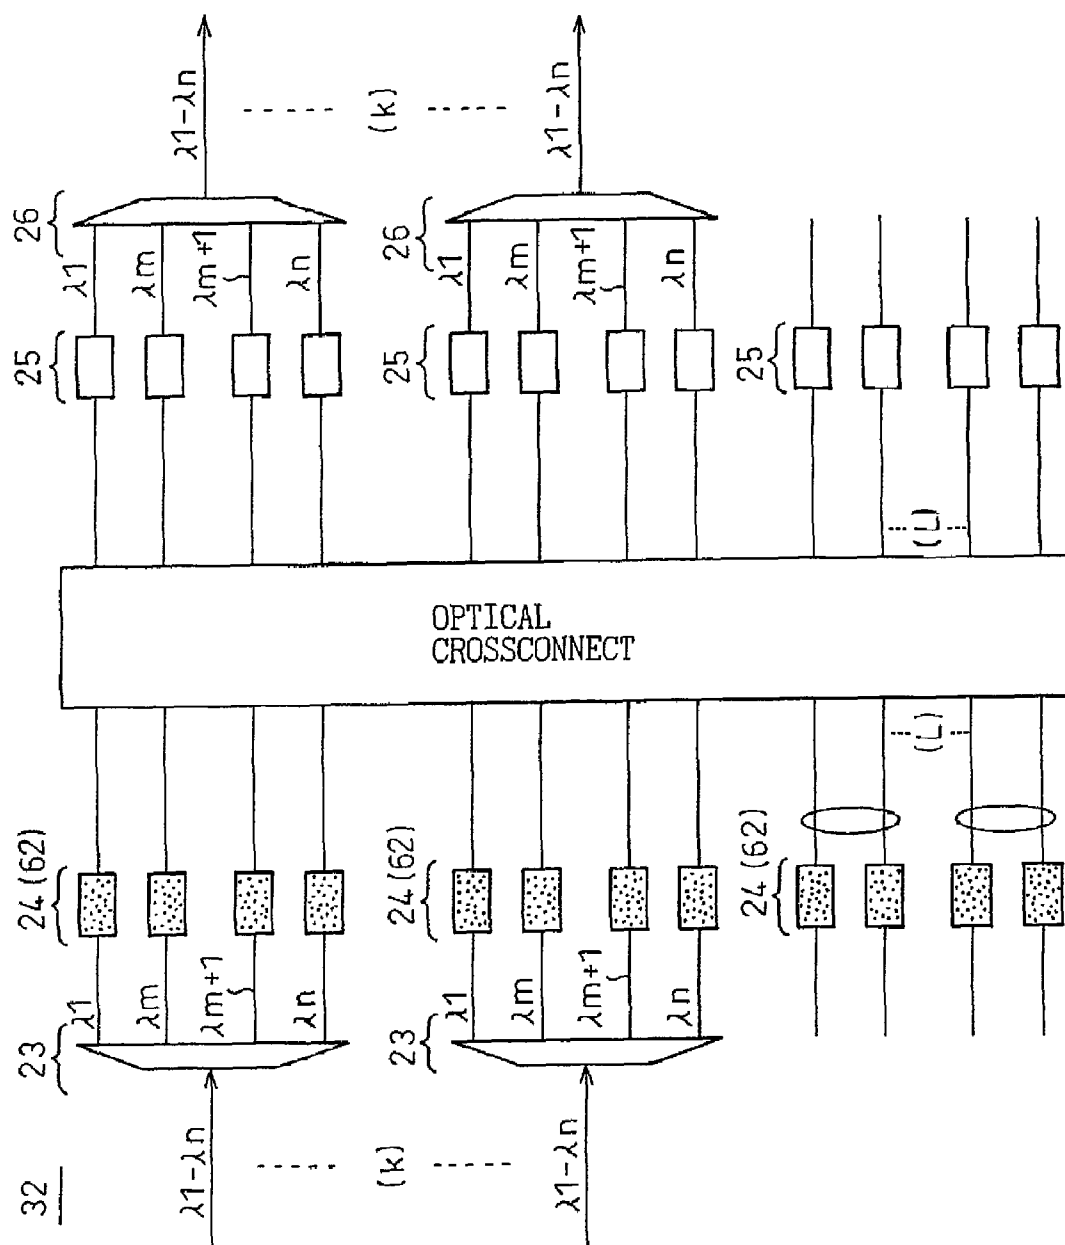 λ1-λn
(k)
λ1-λn
26
λ1
λm
λm+1
λn
26
λ1
λm
λm+1
λn
25
25
25
(L)
OPTICAL
CROSSCONNECT
(L)
24 (62)
24 (62)
24 (62)
λ1
λm
λm+1
λn
λ1
λm
λm+1
λn
23
23
λ1-λn
(k)
λ1-λn
32